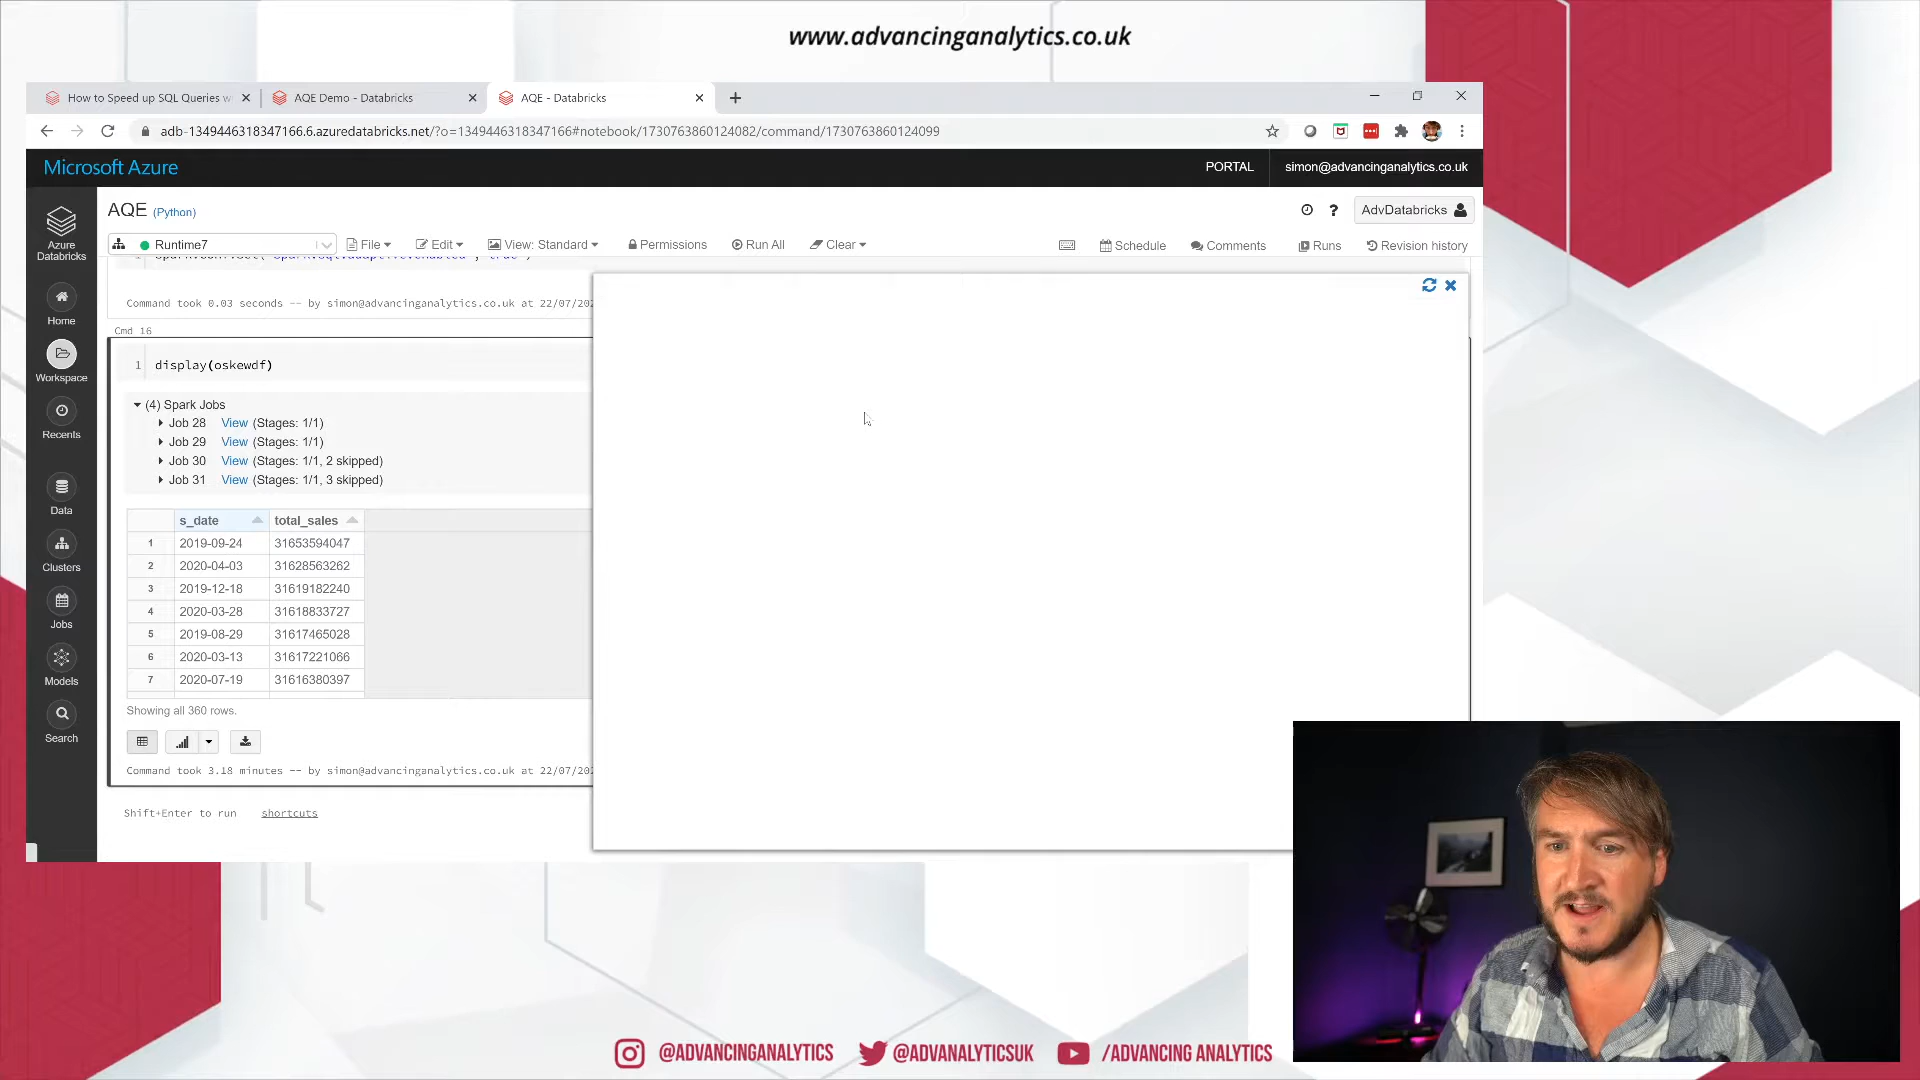 www.advancinganalytics.co.uk
How to Speed up SQL Queries w
AQE Demo - Databricks
AQE - Databricks
adb-1349446318347166.6.azuredatabricks.net/?o=1349446318347166#notebook/1730763860124082/command/1730763860124099
Microsoft Azure
PORTAL
simon@advancinganalytics.co.uk
AQE (Python)
? AdvDatabricks
Runtime7
File
Edit
View: Standard
Permissions
Run All
Clear
Schedule
Comments
Runs
Revision history
Azure
Databricks
Home
Workspace
Recents
Data
Clusters
Jobs
Models
Search
Command took 0.03 seconds -- by simon@advancinganalytics.co.uk at 22/07/202
Cmd 16
1 display(oskewdf)
(4) Spark Jobs
Job 28 View (Stages: 1/1)
Job 29 View (Stages: 1/1)
Job 30 View (Stages: 1/1, 2 skipped)
Job 31 View (Stages: 1/1, 3 skipped)
s_date total_sales
1 2019-09-24 31653594047
2 2020-04-03 31628563262
3 2019-12-18 31619182240
4 2020-03-28 31618833727
5 2019-08-29 31617465028
6 2020-03-13 31617221066
7 2020-07-19 31616380397
Showing all 360 rows.
Command took 3.18 minutes -- by simon@advancinganalytics.co.uk at 22/07/202
Shift+Enter to run shortcuts
@ADVANCINGANALYTICS
@ADVANALYTICSUK
/ADVANCING ANALYTICS